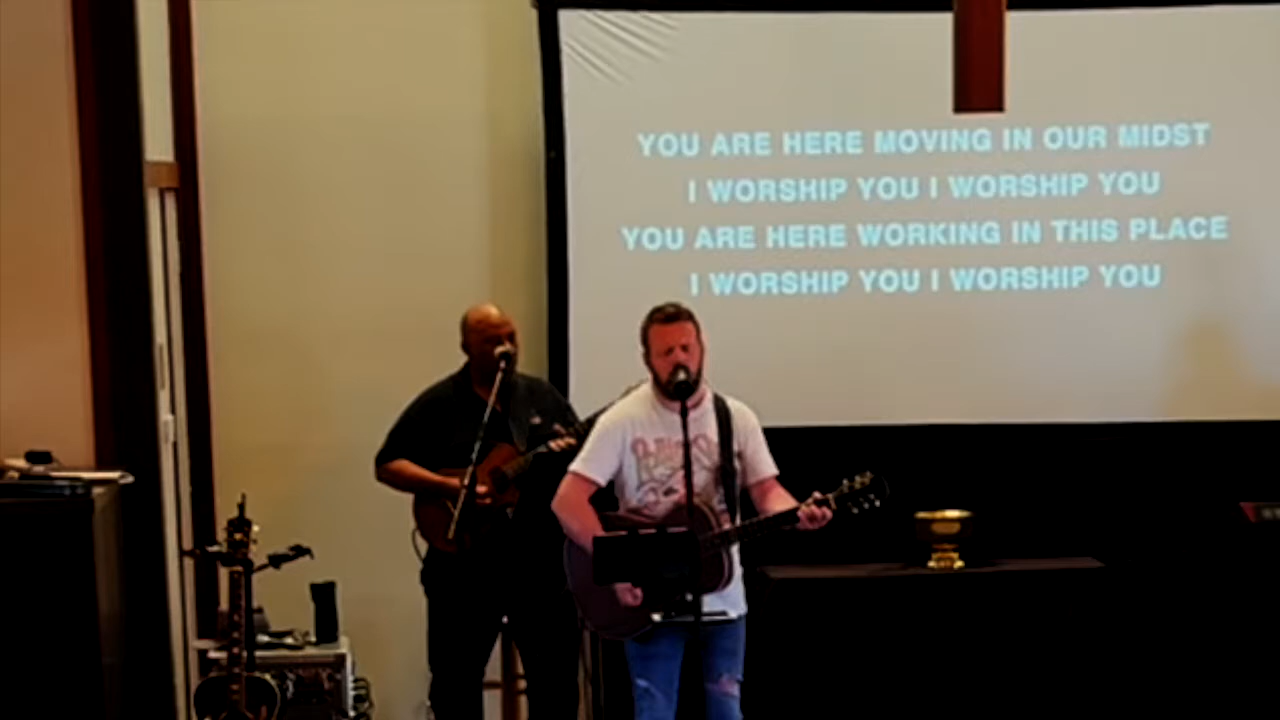 YOU ARE HERE MOVING IN OUR MIDST
I WORSHIP YOU I WORSHIP YOU
YOU ARE HERE WORKING IN THIS PLACE
I WORSHIP YOU I WORSHIP YOU